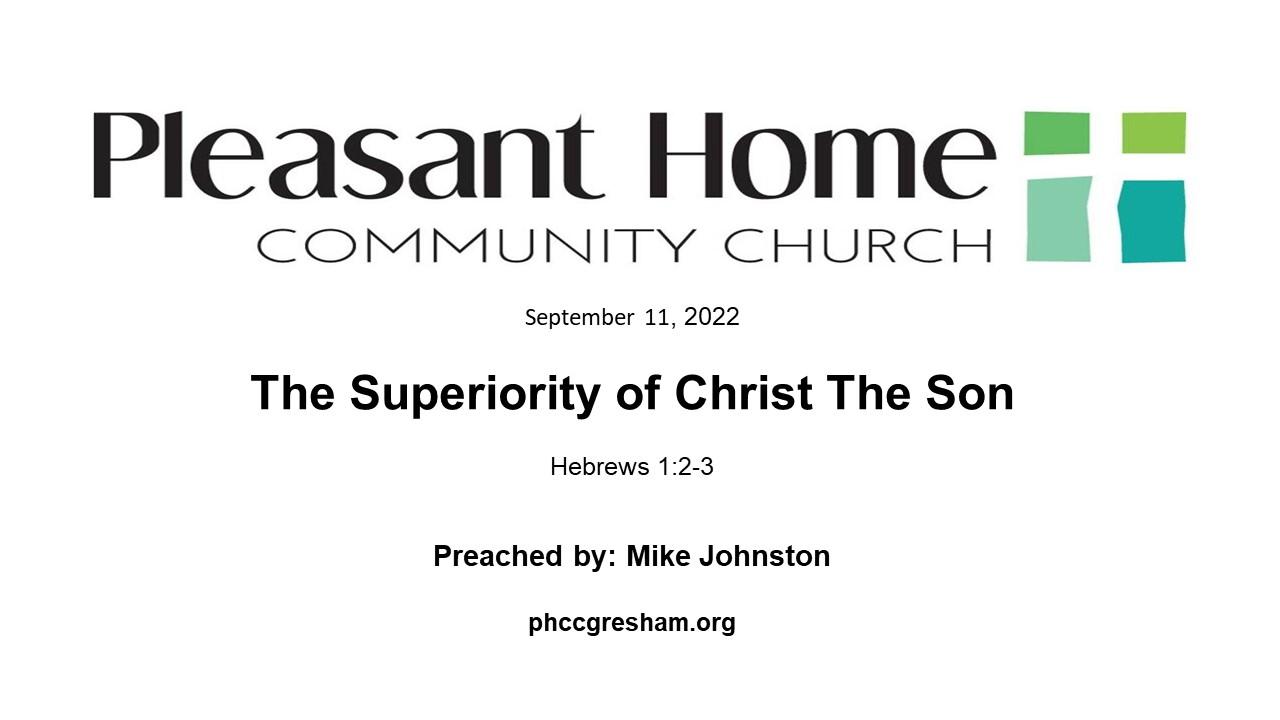 Pleasant Home
COMMUNITY CHURCH
September 11, 2022
The Superiority of Christ The Son
Hebrews 1:2-3
Preached by: Mike Johnston
phccgresham.org